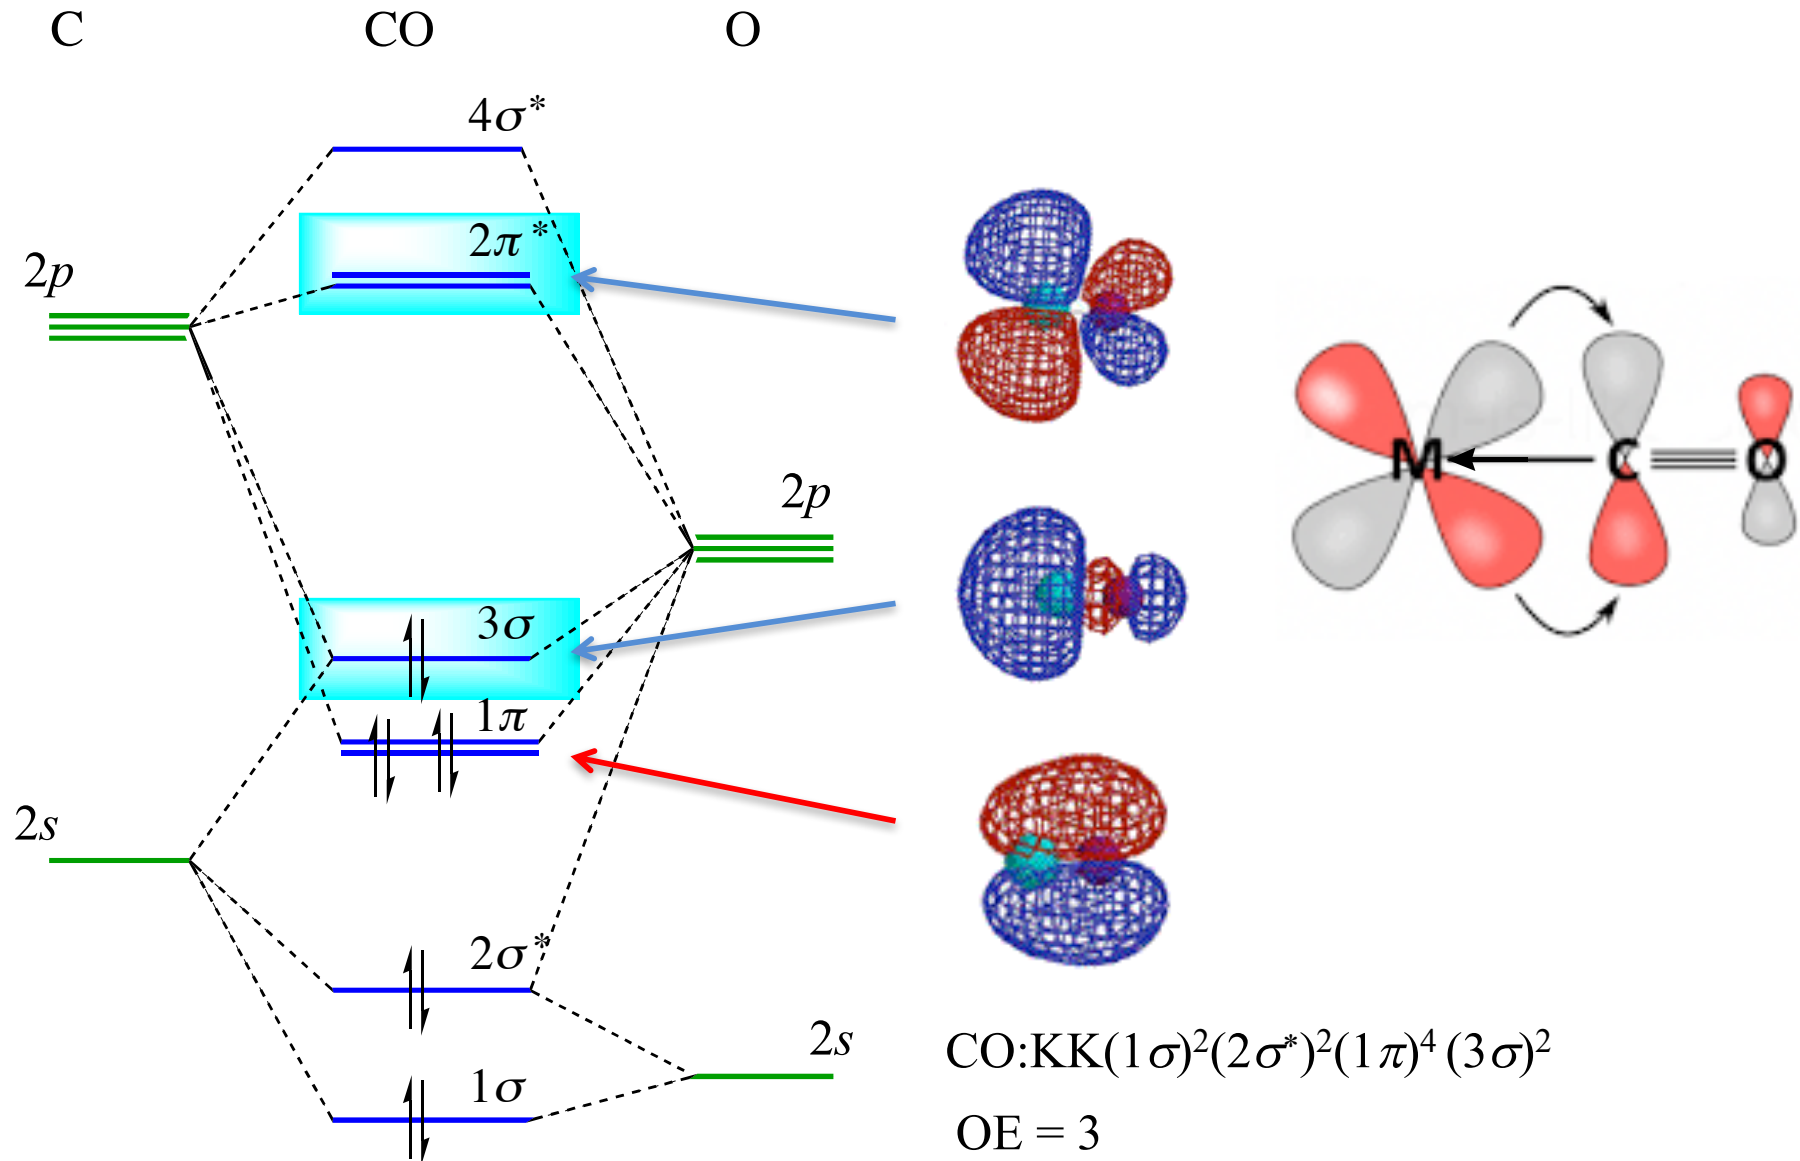 C CO O
4σ*
2π*
2p
2p
3σ
1π
2s
2σ*
2s
1σ
M C O
CO:KK(1σ)²(2σ*)²(1π)⁴ (3σ)²
OE = 3